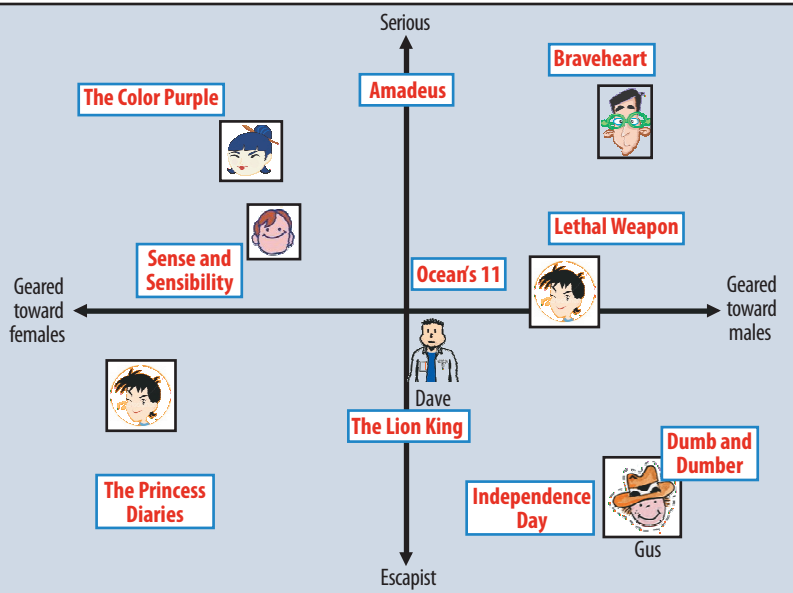 Serious
Braveheart
The Color Purple
Amadeus
Lethal Weapon
Sense and
Sensibility
Ocean's 11
Geared
toward
females
Geared
toward
males
Dave
The Lion King
Dumb and
Dumber
The Princess
Diaries
Independence
Day
Gus
Escapist